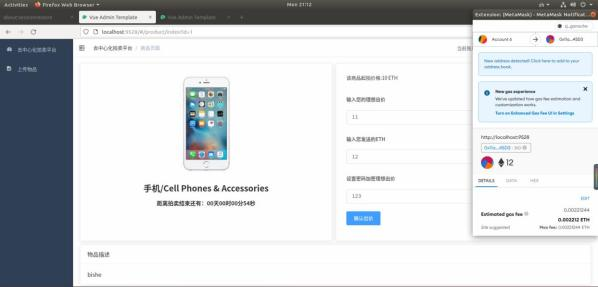 Activities
Firefox Web Browser
Mon 21:12
Vue Admin Template
Vue Admin Template
localhost:9528/#/product/index?id=1
去中心化拍卖平台
上传物品
去中心化拍卖平台 / 商品页面
手机/Cell Phones & Accessories
距离拍卖结束还有：00天00时00分54秒
该商品起拍价格:10 ETH
输入您的理想出价
11
输入您发送的ETH
12
设置密码加密理想出价
123
确认出价
物品描述
bishe
Extension: (MetaMask) - MetaMask Notificat...
ganache
Account 6
New address detected! Click here to add to your address book.
New gas experience
We've updated how gas fee estimation and customization works.
Turn on Enhanced Gas Fee UI in Settings
http://localhost:9528
12
DETAILS
DATA
HEX
EDIT
Estimated gas fee
0.00221244
0.002212 ETH
Site suggested
Max fee: 0.00221244 ETH